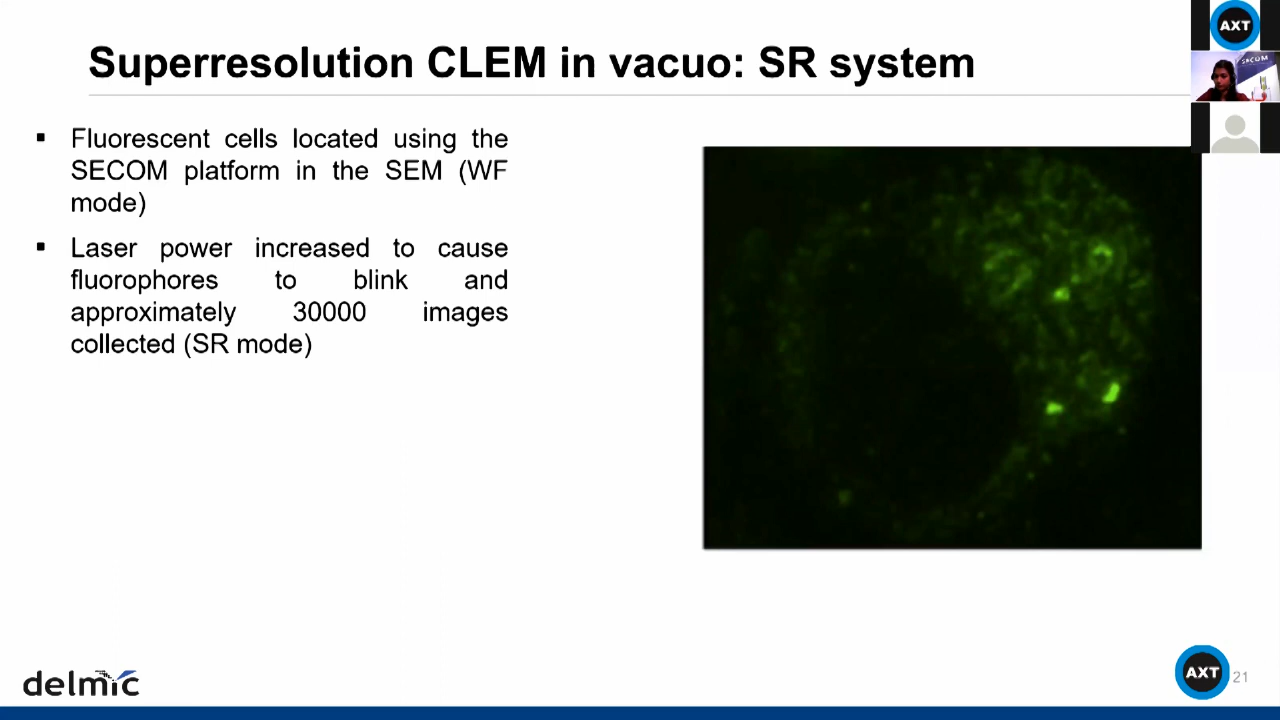 Superresolution CLEM in vacuo: SR system
AXT
SECOM
▪ Fluorescent cells located using the
SECOM platform in the SEM (WF
mode)
▪ Laser power increased to cause
fluorophores to blink and
approximately 30000 images
collected (SR mode)
delmic
AXT
21